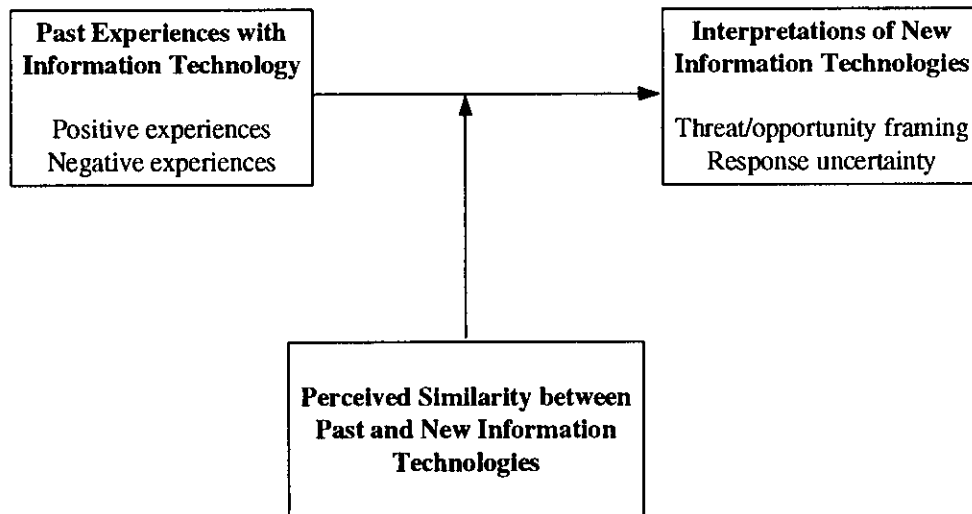 Past Experiences with
Information Technology
Positive experiences
Negative experiences
Interpretations of New
Information Technologies
Threat/opportunity framing
Response uncertainty
Perceived Similarity between
Past and New Information
Technologies